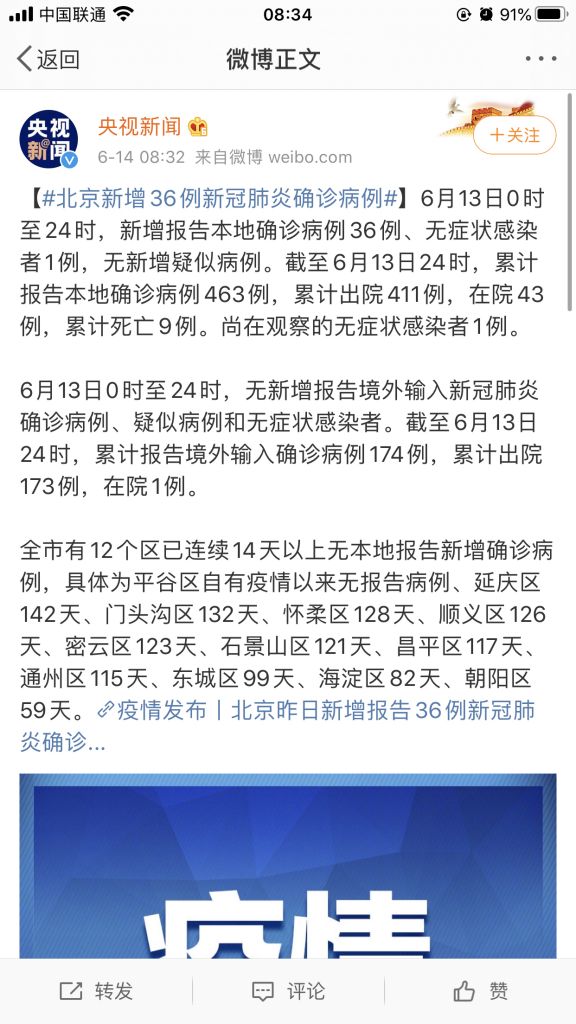 中国联通 08:34 91%
返回 微博正文
央视新闻
央视新闻
+关注
6-14 08:32 来自微博 weibo.com
【#北京新增36例新冠肺炎确诊病例#】6月13日0时
至24时，新增报告本地确诊病例36例、无症状感染
者1例，无新增疑似病例。截至6月13日24时，累计
报告本地确诊病例463例，累计出院411例，在院43
例，累计死亡9例。尚在观察的无症状感染者1例。
6月13日0时至24时，无新增报告境外输入新冠肺炎
确诊病例、疑似病例和无症状感染者。截至6月13日
24时，累计报告境外输入确诊病例174例，累计出院
173例，在院1例。
全市有12个区已连续14天以上无本地报告新增确诊病
例，具体为平谷区自有疫情以来无报告病例、延庆区
142天、门头沟区132天、怀柔区128天、顺义区126
天、密云区123天、石景山区121天、昌平区117天、
通州区115天、东城区99天、海淀区82天、朝阳区
59天。疫情发布丨北京昨日新增报告36例新冠肺
炎确诊...
疫情
转发 评论 赞